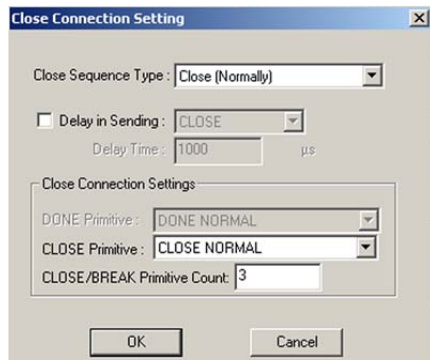 Close Connection Setting
Close Sequence Type : Close (Normally)
Delay in Sending : CLOSE
Delay Time : 1000 μs
Close Connection Settings
DONE Primitive : DONE NORMAL
CLOSE Primitive : CLOSE NORMAL
CLOSE/BREAK Primitive Count: 3
OK Cancel